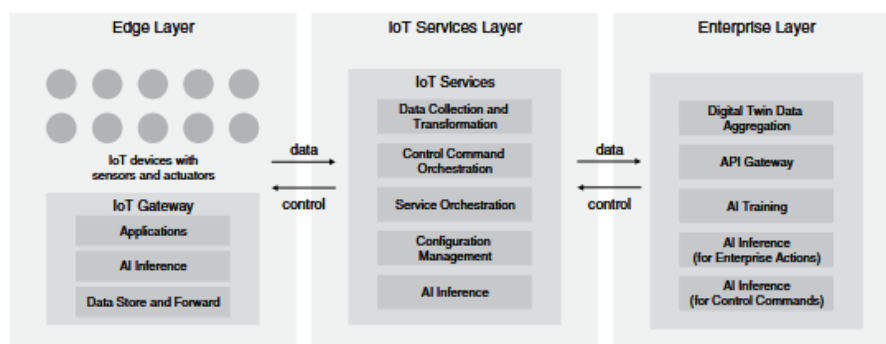 Edge Layer
IoT devices with
sensors and actuators
IoT Gateway
Applications
AI Inference
Data Store and Forward
data
control
IoT Services Layer
IoT Services
Data Collection and
Transformation
Control Command
Orchestration
Service Orchestration
Configuration
Management
AI Inference
data
control
Enterprise Layer
Digital Twin Data
Aggregation
API Gateway
AI Training
AI Inference
(for Enterprise Actions)
AI Inference
(for Control Commands)